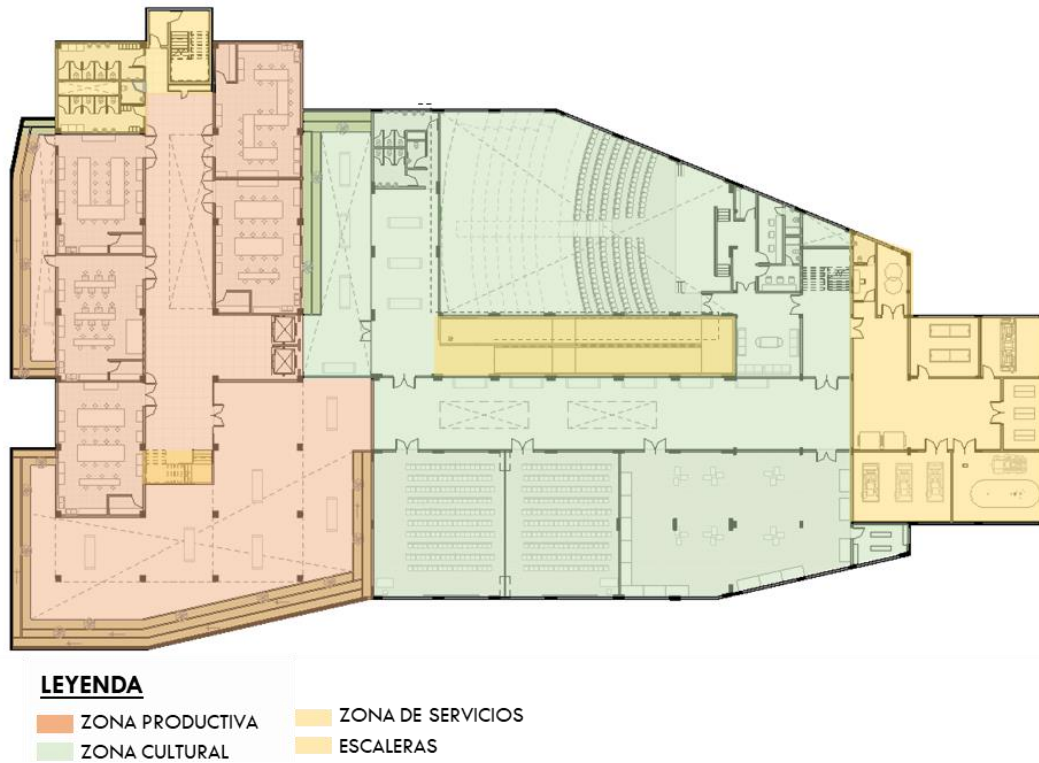 LEYENDA
ZONA PRODUCTIVA
ZONA CULTURAL
ZONA DE SERVICIOS
ESCALERAS